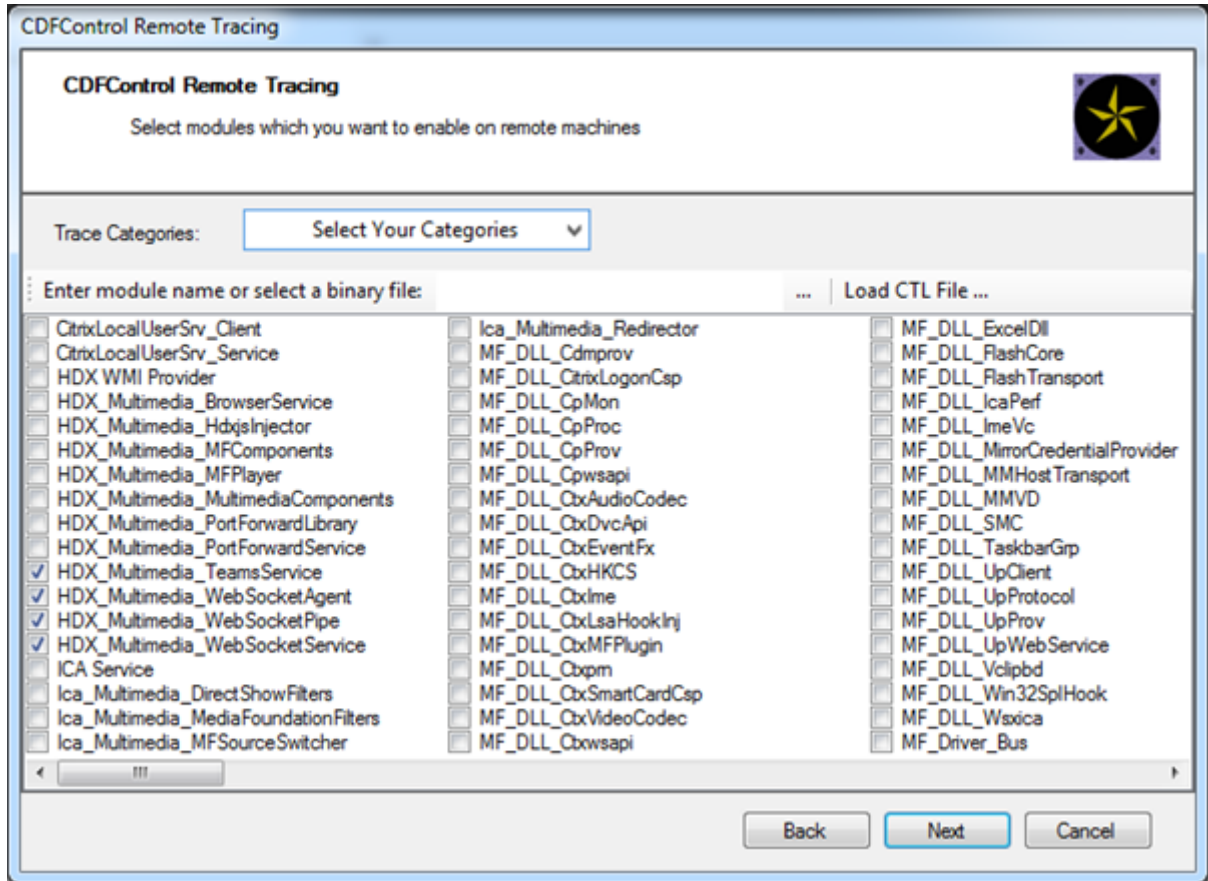 CDFControl Remote Tracing
CDFControl Remote Tracing
Select modules which you want to enable on remote machines
Trace Categories: Select Your Categories
Enter module name or select a binary file: ... Load CTL File ...
CitrixLocalUserSrv_Client
CitrixLocalUserSrv_Service
HDX WMI Provider
HDX_Multimedia_BrowserService
HDX_Multimedia_HdxjsInjector
HDX_Multimedia_MFComponents
HDX_Multimedia_MFPlayer
HDX_Multimedia_MultimediaComponents
HDX_Multimedia_PortForwardLibrary
HDX_Multimedia_PortForwardService
HDX_Multimedia_TeamsService
HDX_Multimedia_WebSocketAgent
HDX_Multimedia_WebSocketPipe
HDX_Multimedia_WebSocketService
ICA Service
Ica_Multimedia_DirectShowFilters
Ica_Multimedia_MediaFoundationFilters
Ica_Multimedia_MFSourceSwitcher
Ica_Multimedia_Redirector
MF_DLL_Cdmprov
MF_DLL_CitrixLogonCsp
MF_DLL_CpMon
MF_DLL_CpProc
MF_DLL_CpProv
MF_DLL_Cpwsapi
MF_DLL_CtxAudioCodec
MF_DLL_CtxDvcApi
MF_DLL_CtxEventFx
MF_DLL_CtxHKCS
MF_DLL_CtxIme
MF_DLL_CtxLsaHookInj
MF_DLL_CtxMFPlugin
MF_DLL_Ctxpm
MF_DLL_CtxSmartCardCsp
MF_DLL_CtxVideoCodec
MF_DLL_Ctxwsapi
MF_DLL_ExcelDll
MF_DLL_FlashCore
MF_DLL_FlashTransport
MF_DLL_IcaPerf
MF_DLL_ImeVc
MF_DLL_MirrorCredentialProvider
MF_DLL_MMHostTransport
MF_DLL_MMVD
MF_DLL_SMC
MF_DLL_TaskbarGrp
MF_DLL_UpClient
MF_DLL_UpProtocol
MF_DLL_UpProv
MF_DLL_UpWebService
MF_DLL_Vclipbd
MF_DLL_Win32SplHook
MF_DLL_Wsxica
MF_Driver_Bus
Back Next Cancel